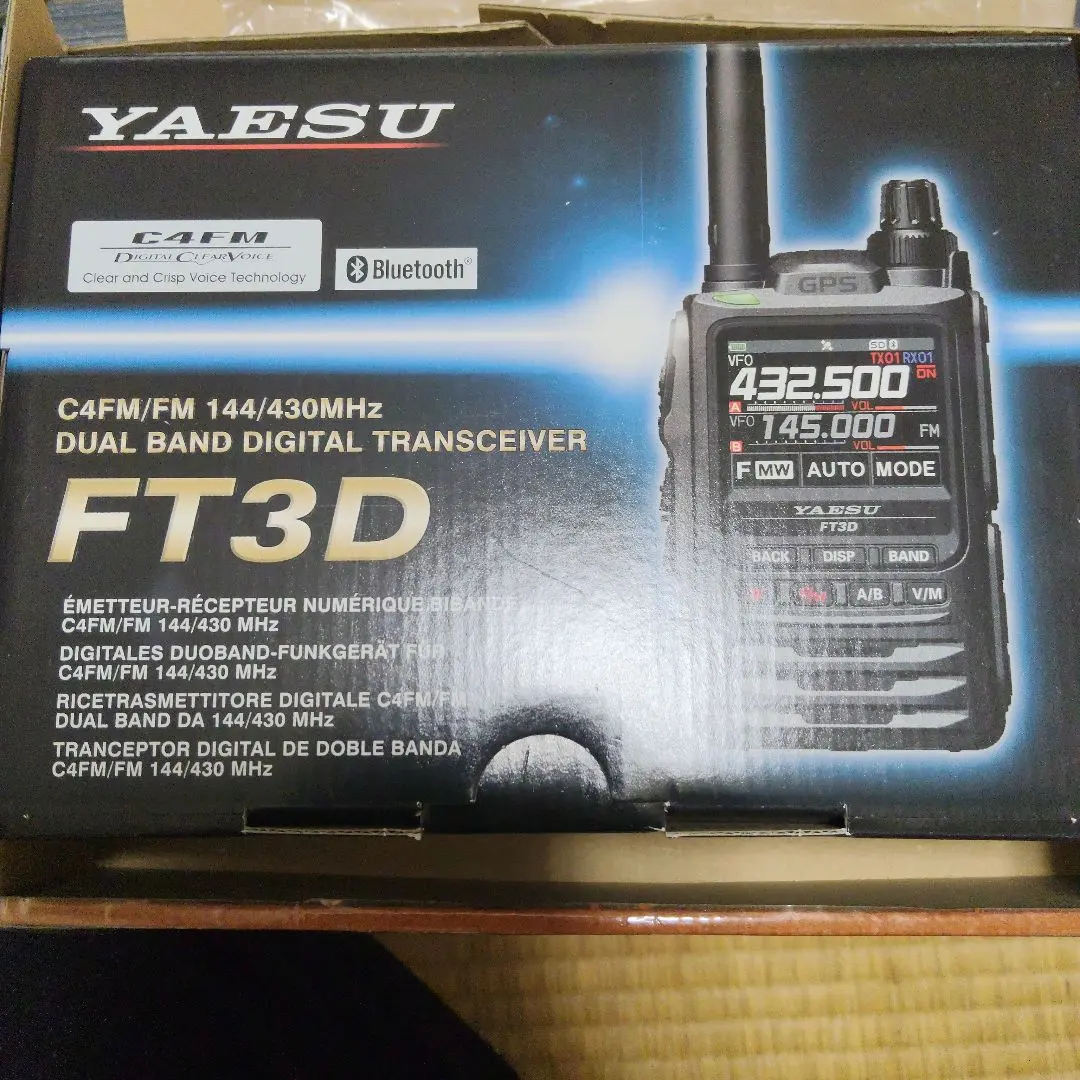 YAESU
C4FM
DIGITAL CLEAR VOICE
Clear and Crisp Voice Technology
Bluetooth®
C4FM/FM 144/430MHz
DUAL BAND DIGITAL TRANSCEIVER
FT3D
ÉMETTEUR-RÉCEPTEUR NUMÉRIQUE BIBANDE
C4FM/FM 144/430 MHz
DIGITALES DUOBAND-FUNKGERÄT FÜR
C4FM/FM 144/430 MHz
RICETRASMETTITORE DIGITALE C4FM/FM
DUAL BAND DA 144/430 MHz
TRANCEPTOR DIGITAL DE DOBLE BANDA
C4FM/FM 144/430 MHz
GPS
SD
VFO TX01 RX01
432.500 DN
A VOL
VFO 145.000 FM
B VOL
F MW AUTO MODE
YAESU
FT3D
BACK DISP BAND
A/B V/M